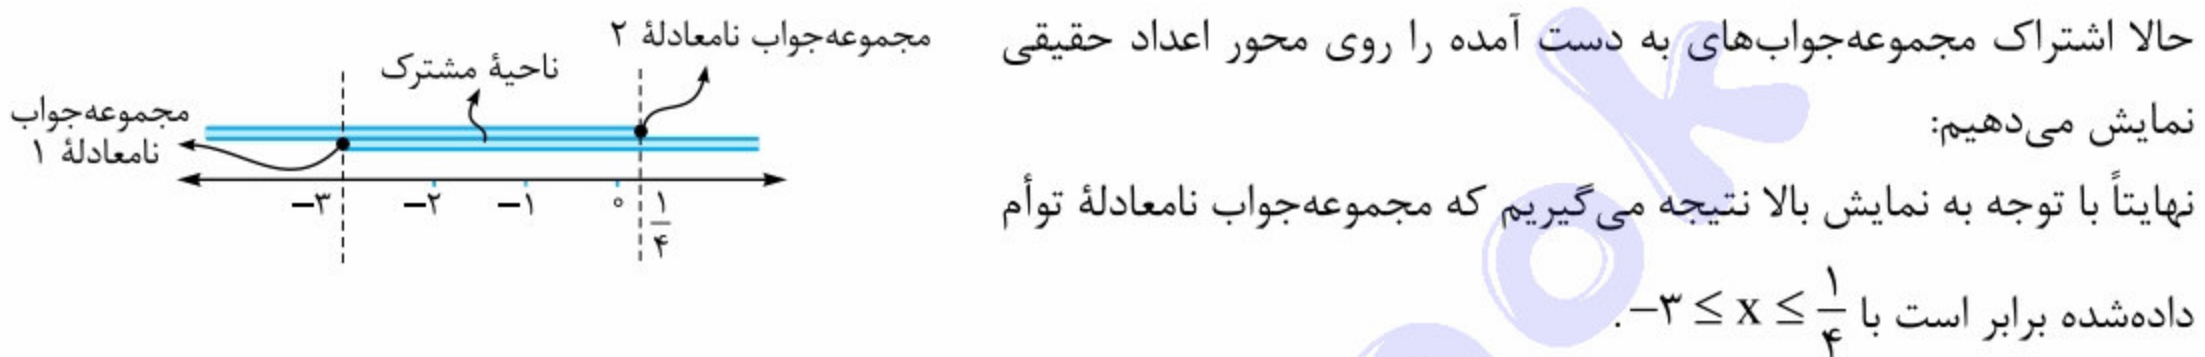 حالا اشتراک مجموعه‌جواب‌های به دست آمده را روی محور اعداد حقیقی
نمایش می‌دهیم:
نهایتاً با توجه به نمایش بالا نتیجه می‌گیریم که مجموعه‌جواب نامعادلهٔ توأم
داده‌شده برابر است با −۳ ≤ x ≤ ۱/۴.
مجموعه‌جواب نامعادلهٔ ۲
ناحیهٔ مشترک
مجموعه‌جواب
نامعادلهٔ ۱
−۳ −۲ −۱ ۰ ۱/۴